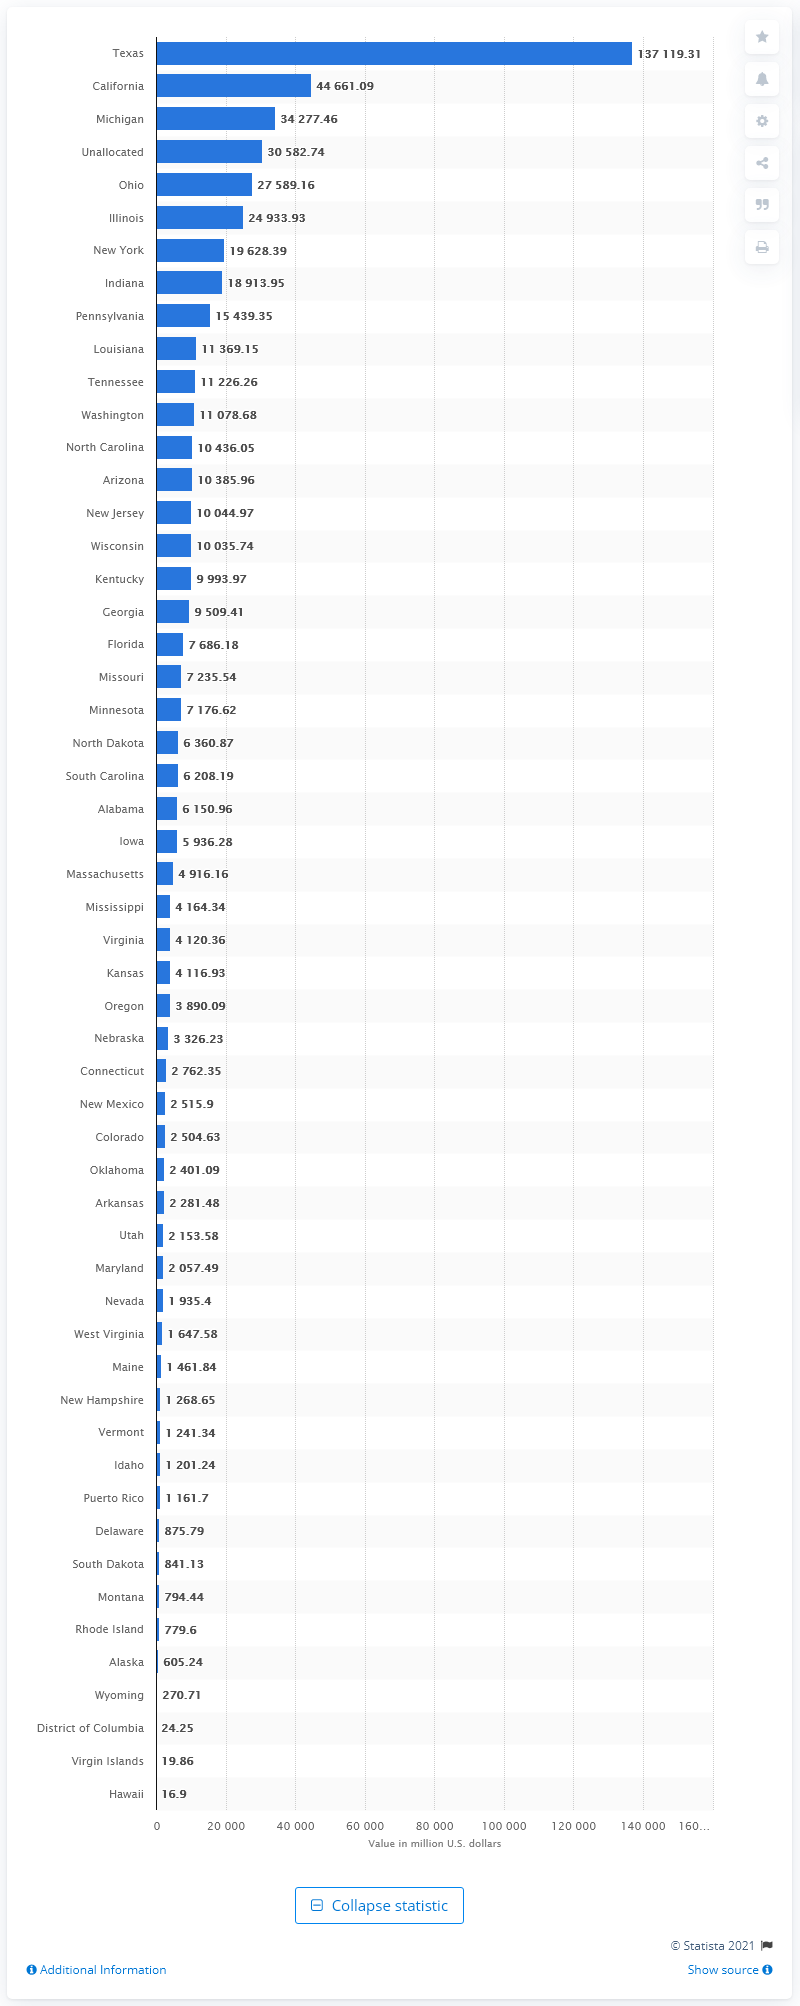 Texas 137 119.31
California 44 661.09
Michigan 34 277.46
Unallocated 30 582.74
Ohio 27 589.16
Illinois 24 933.93
New York 19 628.39
Indiana 18 913.95
Pennsylvania 15 439.35
Louisiana 11 369.15
Tennessee 11 226.26
Washington 11 078.68
North Carolina 10 436.05
Arizona 10 385.96
New Jersey 10 044.97
Wisconsin 10 035.74
Kentucky 9 993.97
Georgia 9 509.41
Florida 7 686.18
Missouri 7 235.54
Minnesota 7 176.62
North Dakota 6 360.87
South Carolina 6 208.19
Alabama 6 150.96
Iowa 5 936.28
Massachusetts 4 916.16
Mississippi 4 164.34
Virginia 4 120.36
Kansas 4 116.93
Oregon 3 890.09
Nebraska 3 326.23
Connecticut 2 762.35
New Mexico 2 515.9
Colorado 2 504.63
Oklahoma 2 401.09
Arkansas 2 281.48
Utah 2 153.58
Maryland 2 057.49
Nevada 1 935.4
West Virginia 1 647.58
Maine 1 461.84
New Hampshire 1 268.65
Vermont 1 241.34
Idaho 1 201.24
Puerto Rico 1 161.7
Delaware 875.79
South Dakota 841.13
Montana 794.44
Rhode Island 779.6
Alaska 605.24
Wyoming 270.71
District of Columbia 24.25
Virgin Islands 19.86
Hawaii 16.9
0 20 000 40 000 60 000 80 000 100 000 120 000 140 000 160...
Value in million U.S. dollars
Collapse statistic
© Statista 2021
Additional Information Show source